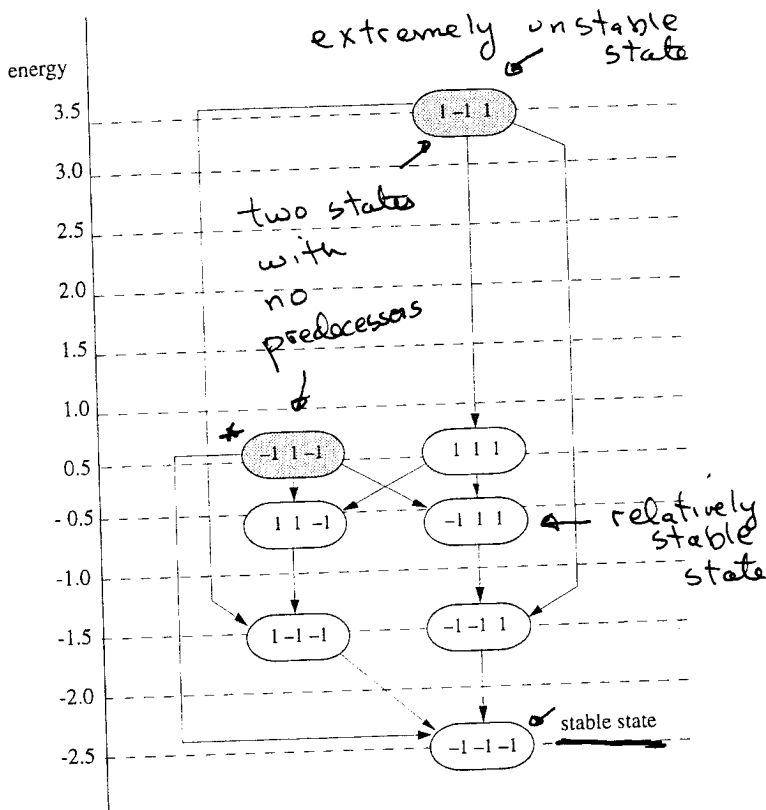 extremely unstable
state
energy
3.5
1 -1 1
3.0
two states
with
no
predecessors
2.5
2.0
1.5
1.0
-1 1 -1
1 1 1
0.5
- 0.5
1 1 -1
-1 1 1
relatively
stable
state
-1.0
-1.5
1 -1 -1
-1 -1 1
-2.0
stable state
-1 -1 -1
-2.5